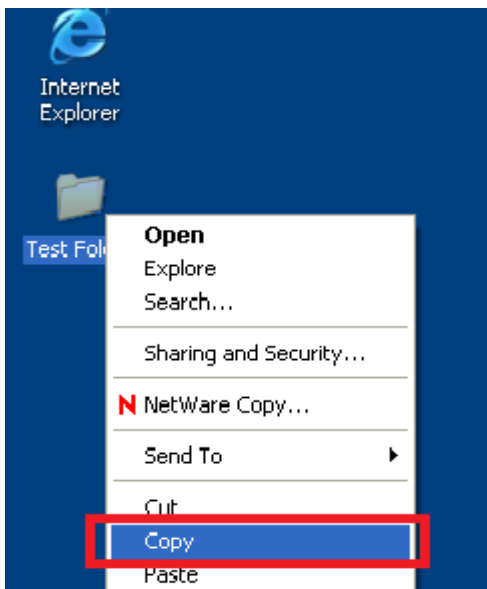 Internet
Explorer
Test Fol
Open
Explore
Search...
Sharing and Security...
N NetWare Copy...
Send To
Cut
Copy
Paste